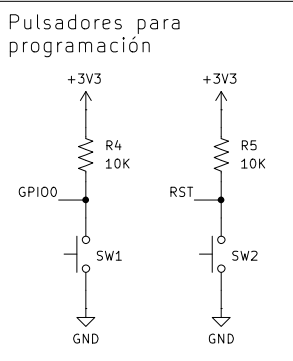 Pulsadores para
programación
+3V3
+3V3
R4
10K
R5
10K
GPIO0
RST
SW1
SW2
GND
GND